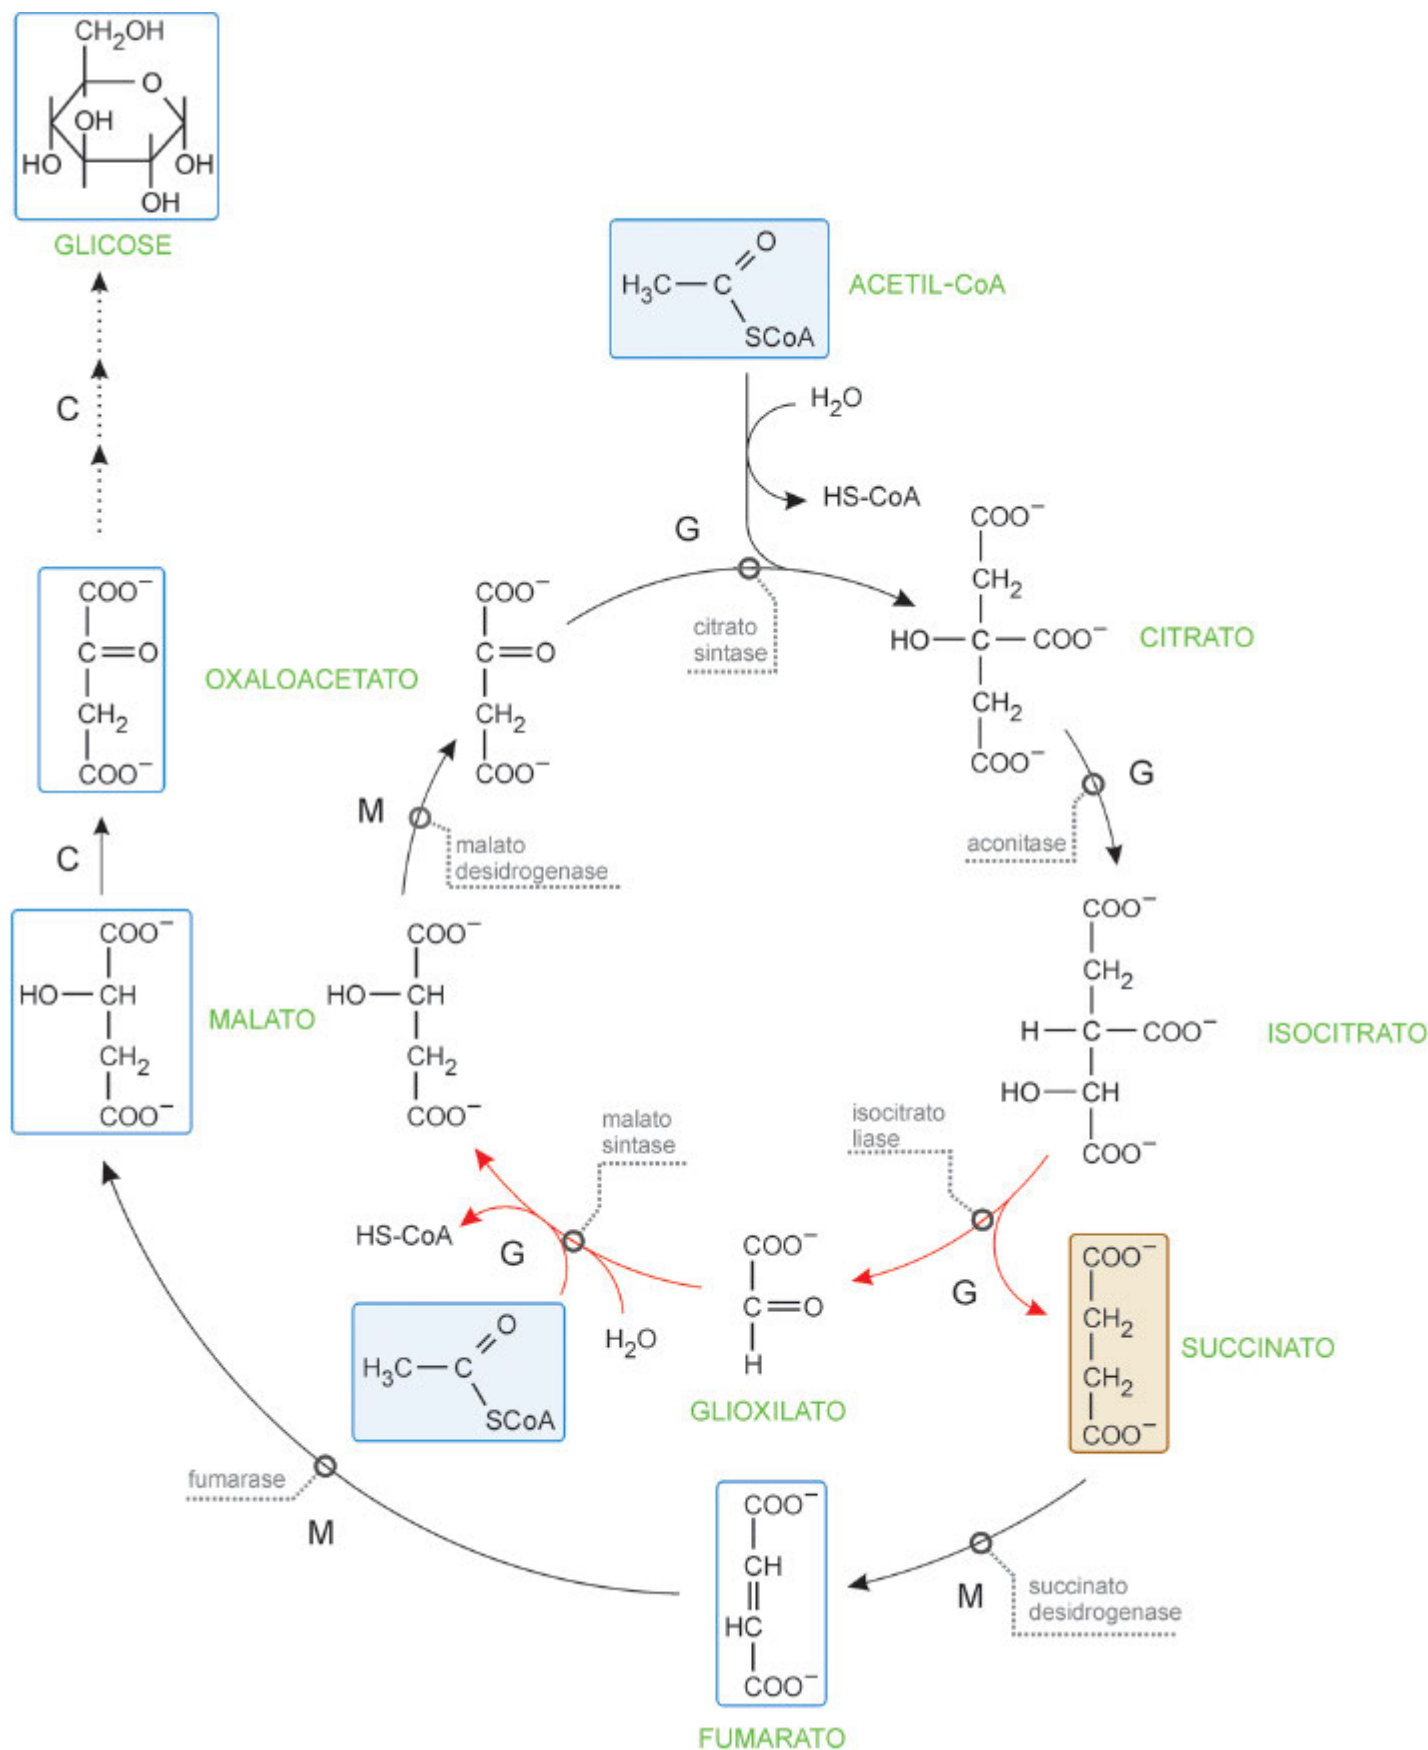 CH₂OH
O
OH
HO
OH
OH
GLICOSE
C
O
H₃C—C
SCoA
ACETIL-CoA
H₂O
HS-CoA
G
citrato
sintase
COO⁻
CH₂
HO—C—COO⁻
CH₂
COO⁻
CITRATO
COO⁻
C=O
CH₂
COO⁻
OXALOACETATO
COO⁻
C=O
CH₂
COO⁻
G
aconitase
M
malato
desidrogenase
C
COO⁻
HO—CH
CH₂
COO⁻
MALATO
COO⁻
HO—CH
CH₂
COO⁻
COO⁻
CH₂
H—C—COO⁻
HO—CH
COO⁻
ISOCITRATO
isocitrato
liase
G
malato
sintase
HS-CoA
G
H₂O
O
H₃C—C
SCoA
COO⁻
C=O
H
GLIOXILATO
COO⁻
CH₂
CH₂
COO⁻
SUCCINATO
fumarase
M
COO⁻
CH
HC
COO⁻
FUMARATO
M
succinato
desidrogenase